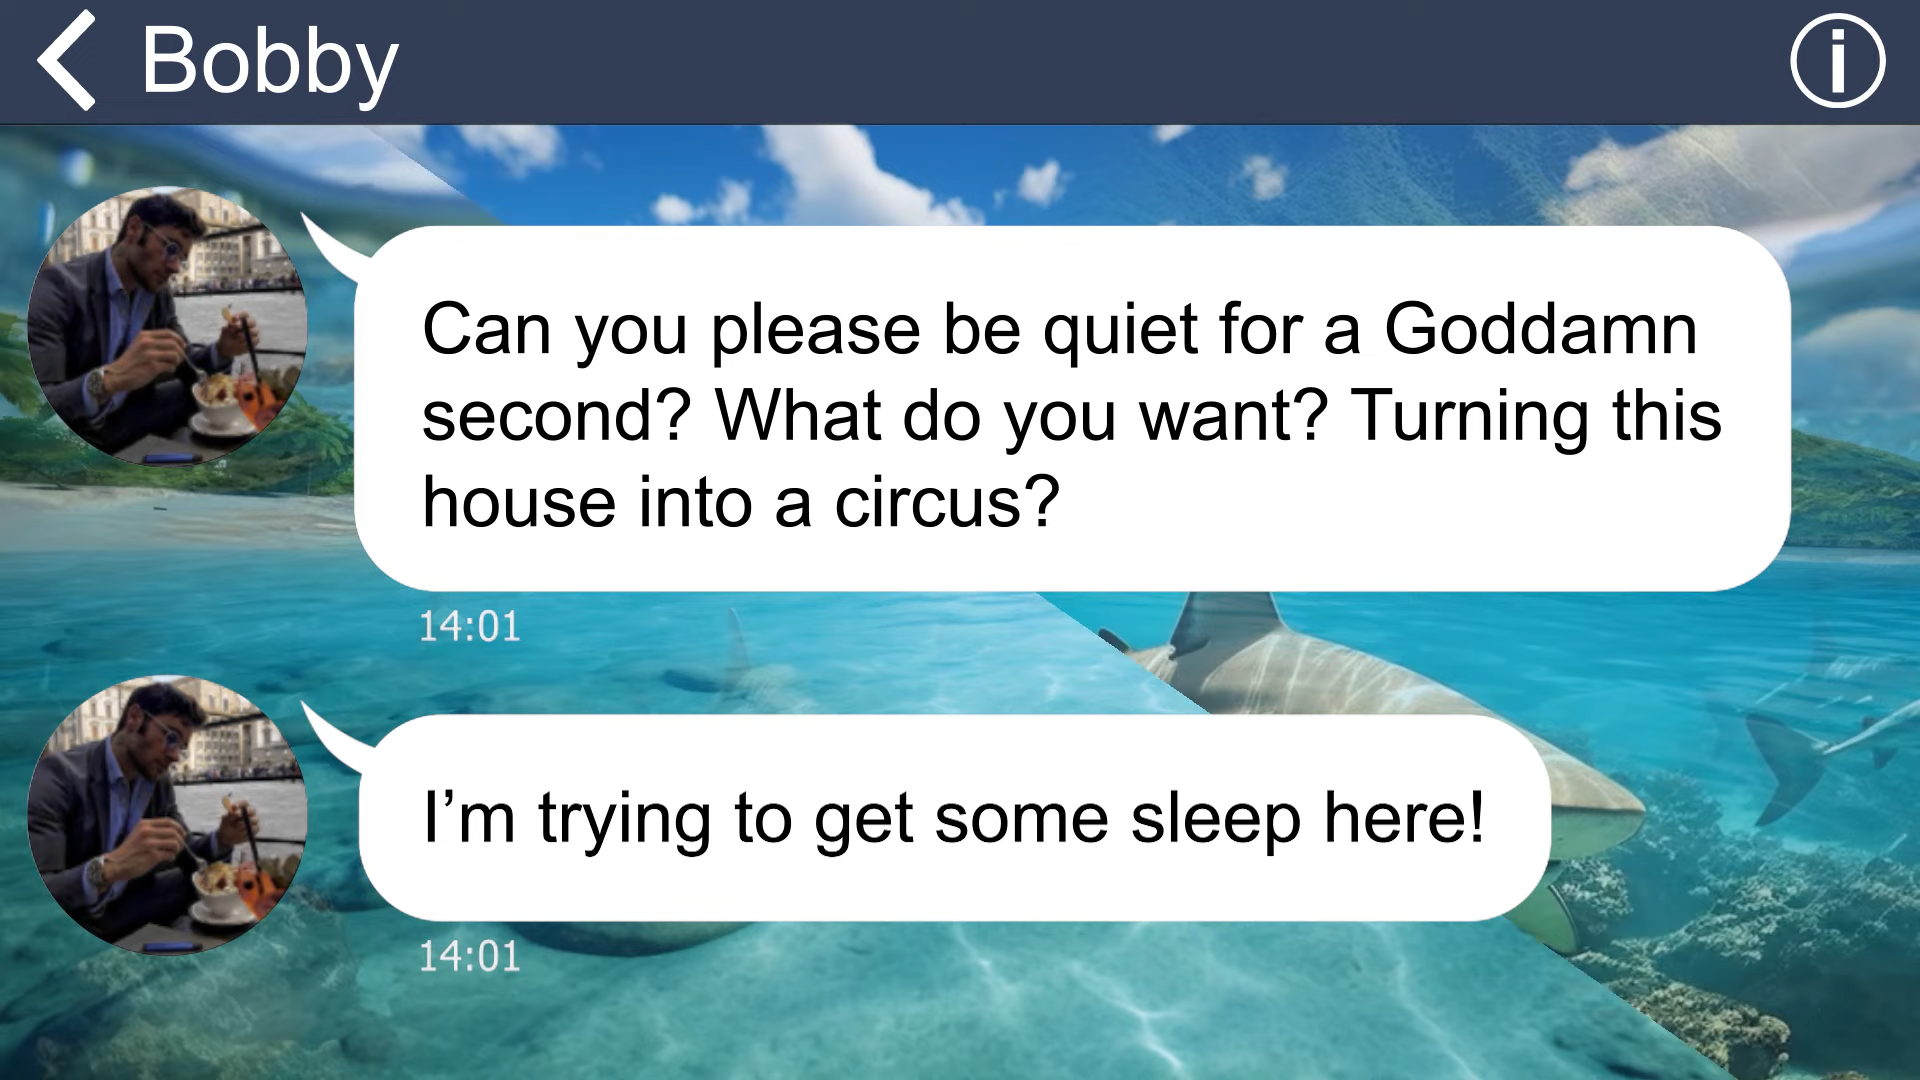 Bobby
Can you please be quiet for a Goddamn
second? What do you want? Turning this
house into a circus?
14:01
I’m trying to get some sleep here!
14:01